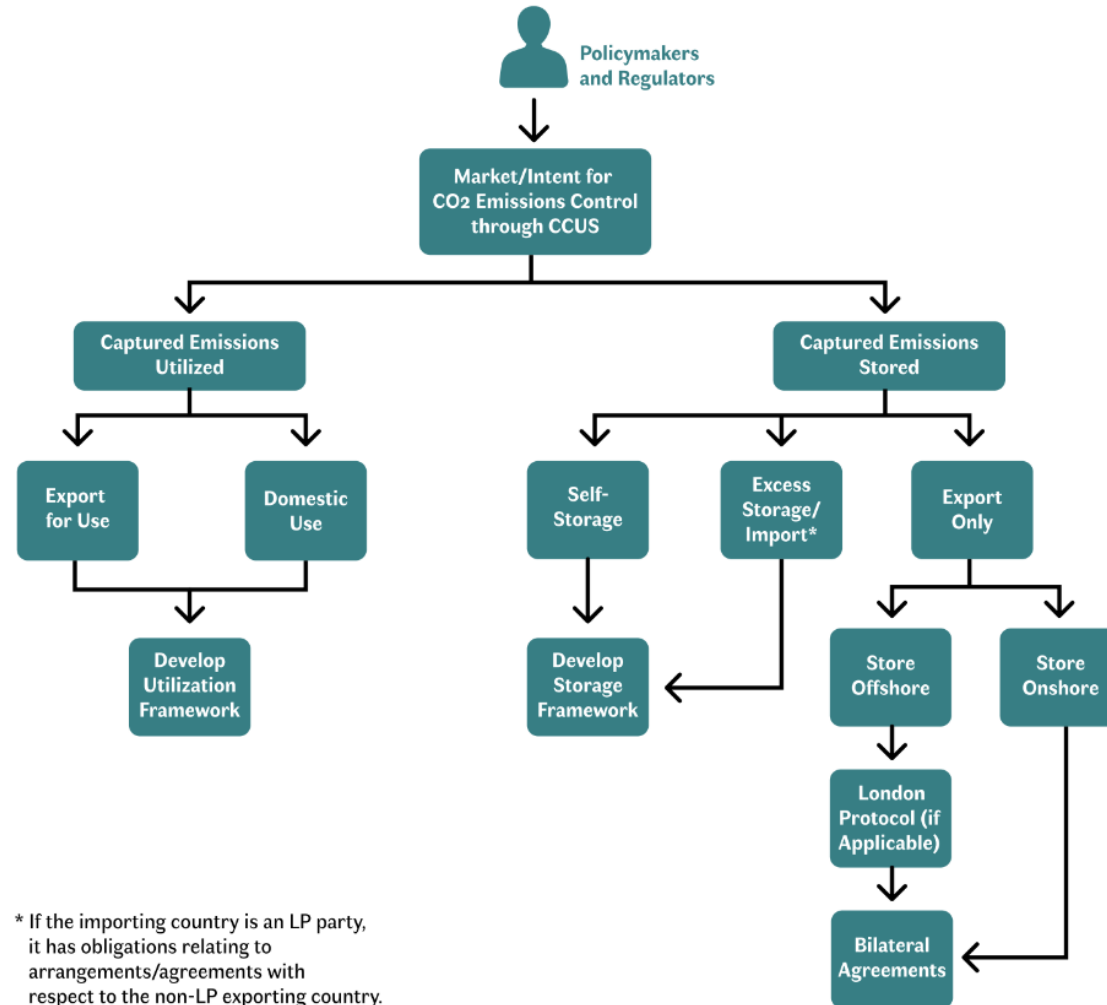 Policymakers
and Regulators
Market/Intent for
CO2 Emissions Control
through CCUS
Captured Emissions
Utilized
Captured Emissions
Stored
Export
for Use
Domestic
Use
Self-
Storage
Excess
Storage/
Import*
Export
Only
Develop
Utilization
Framework
Develop
Storage
Framework
Store
Offshore
Store
Onshore
London
Protocol (if
Applicable)
Bilateral
Agreements
* If the importing country is an LP party,
it has obligations relating to
arrangements/agreements with
respect to the non-LP exporting country.